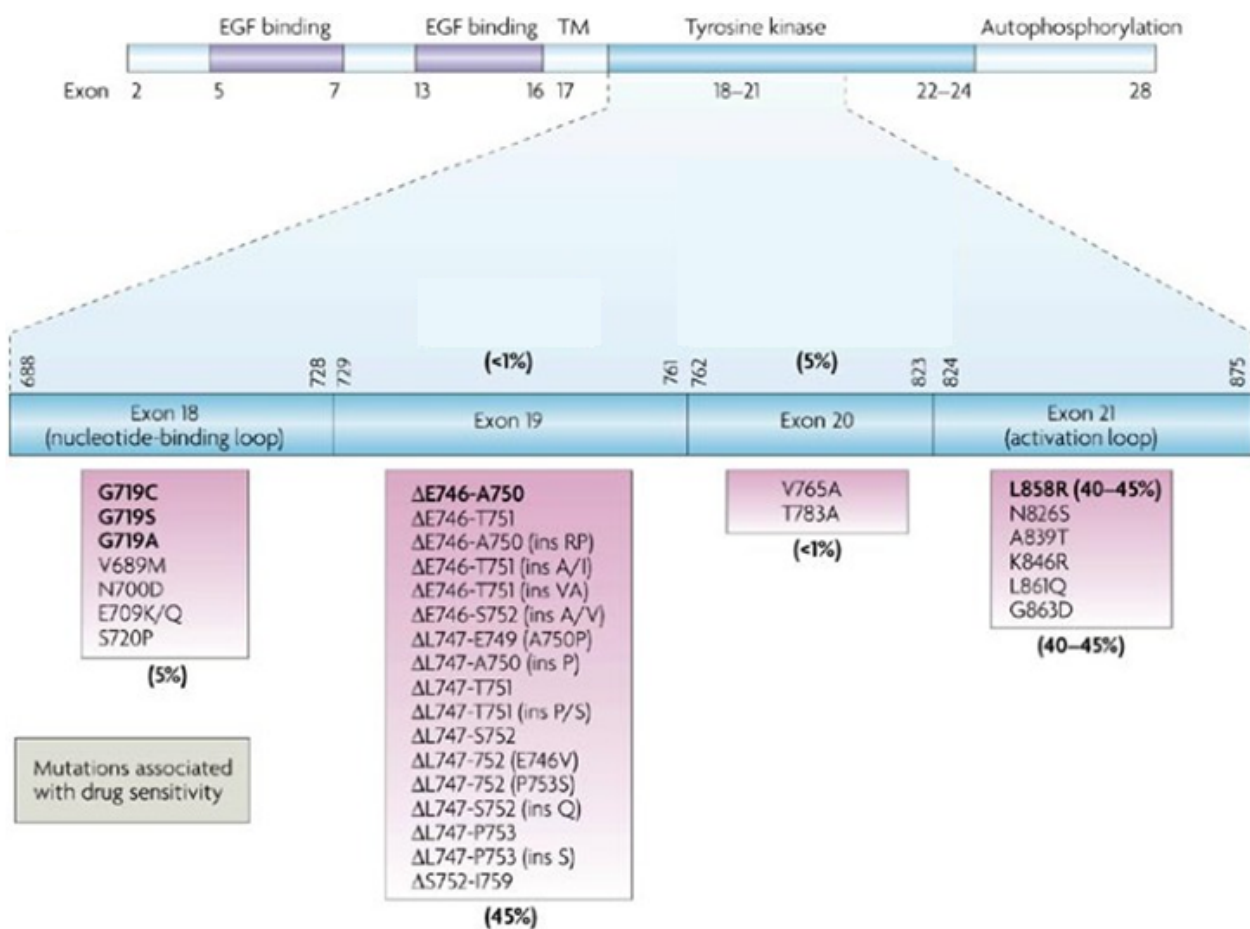 EGF binding EGF binding TM Tyrosine kinase Autophosphorylation
Exon 2 5 7 13 16 17 18–21 22–24 28
(<1%) (5%)
688 728 729 761 762 823 824 875
Exon 18
(nucleotide-binding loop)
Exon 19
Exon 20
Exon 21
(activation loop)
G719C
G719S
G719A
V689M
N700D
E709K/Q
S720P
(5%)
ΔE746-A750
ΔE746-T751
ΔE746-A750 (ins RP)
ΔE746-T751 (ins A/I)
ΔE746-T751 (ins VA)
ΔE746-S752 (ins A/V)
ΔL747-E749 (A750P)
ΔL747-A750 (ins P)
ΔL747-T751
ΔL747-T751 (ins P/S)
ΔL747-S752
ΔL747-752 (E746V)
ΔL747-752 (P753S)
ΔL747-S752 (ins Q)
ΔL747-P753
ΔL747-P753 (ins S)
ΔS752-I759
(45%)
V765A
T783A
(<1%)
L858R (40–45%)
N826S
A839T
K846R
L861Q
G863D
(40–45%)
Mutations associated
with drug sensitivity